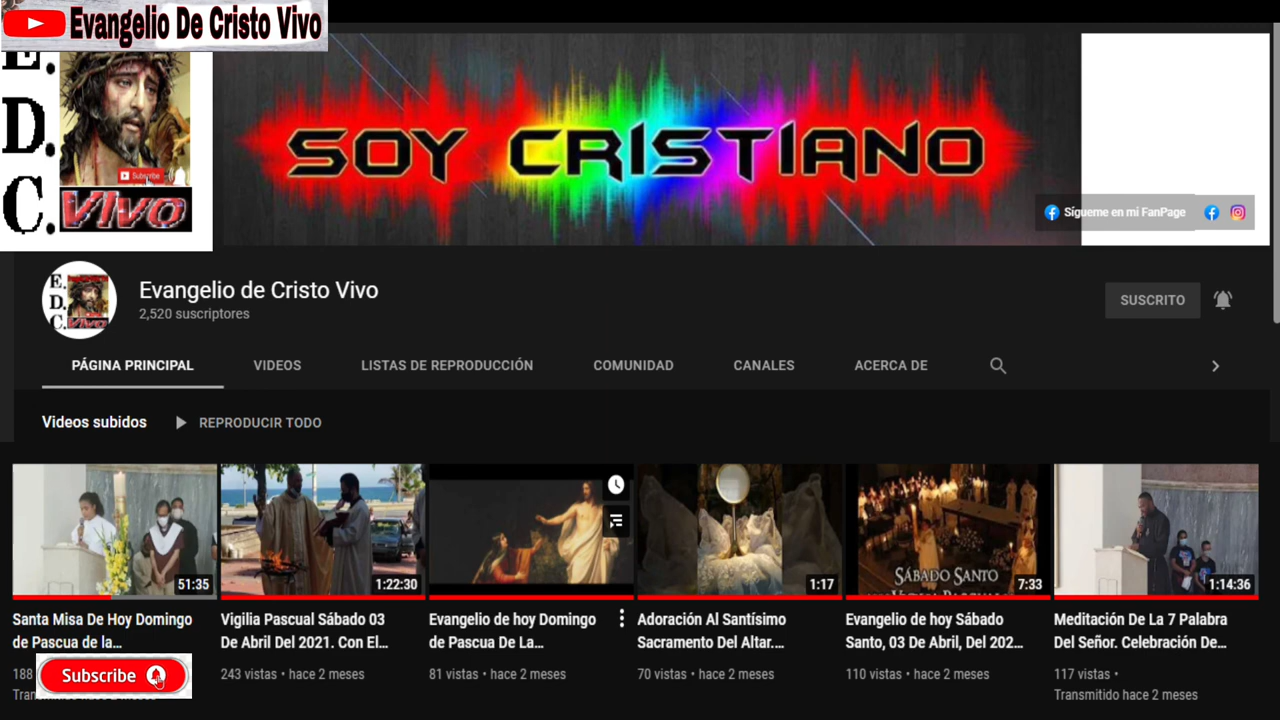 Evangelio De Cristo Vivo
E.
D.
C.
Vivo
Subscribe
SOY CRISTIANO
Sígueme en mi FanPage
E.
D.
C.
Vivo
Evangelio de Cristo Vivo
2,520 suscriptores
SUSCRITO
PÁGINA PRINCIPAL VIDEOS LISTAS DE REPRODUCCIÓN COMUNIDAD CANALES ACERCA DE
Videos subidos REPRODUCIR TODO
51:35
1:22:30
1:17
SÁBADO SANTO
7:33
1:14:36
Santa Misa De Hoy Domingo
de Pascua de la...
188
Vigilia Pascual Sábado 03
De Abril Del 2021. Con El...
243 vistas • hace 2 meses
Evangelio de hoy Domingo
de Pascua De La...
81 vistas • hace 2 meses
Adoración Al Santísimo
Sacramento Del Altar....
70 vistas • hace 2 meses
Evangelio de hoy Sábado
Santo, 03 De Abril, Del 202...
110 vistas • hace 2 meses
Meditación De La 7 Palabra
Del Señor. Celebración De...
117 vistas •
Transmitido hace 2 meses
Subscribe